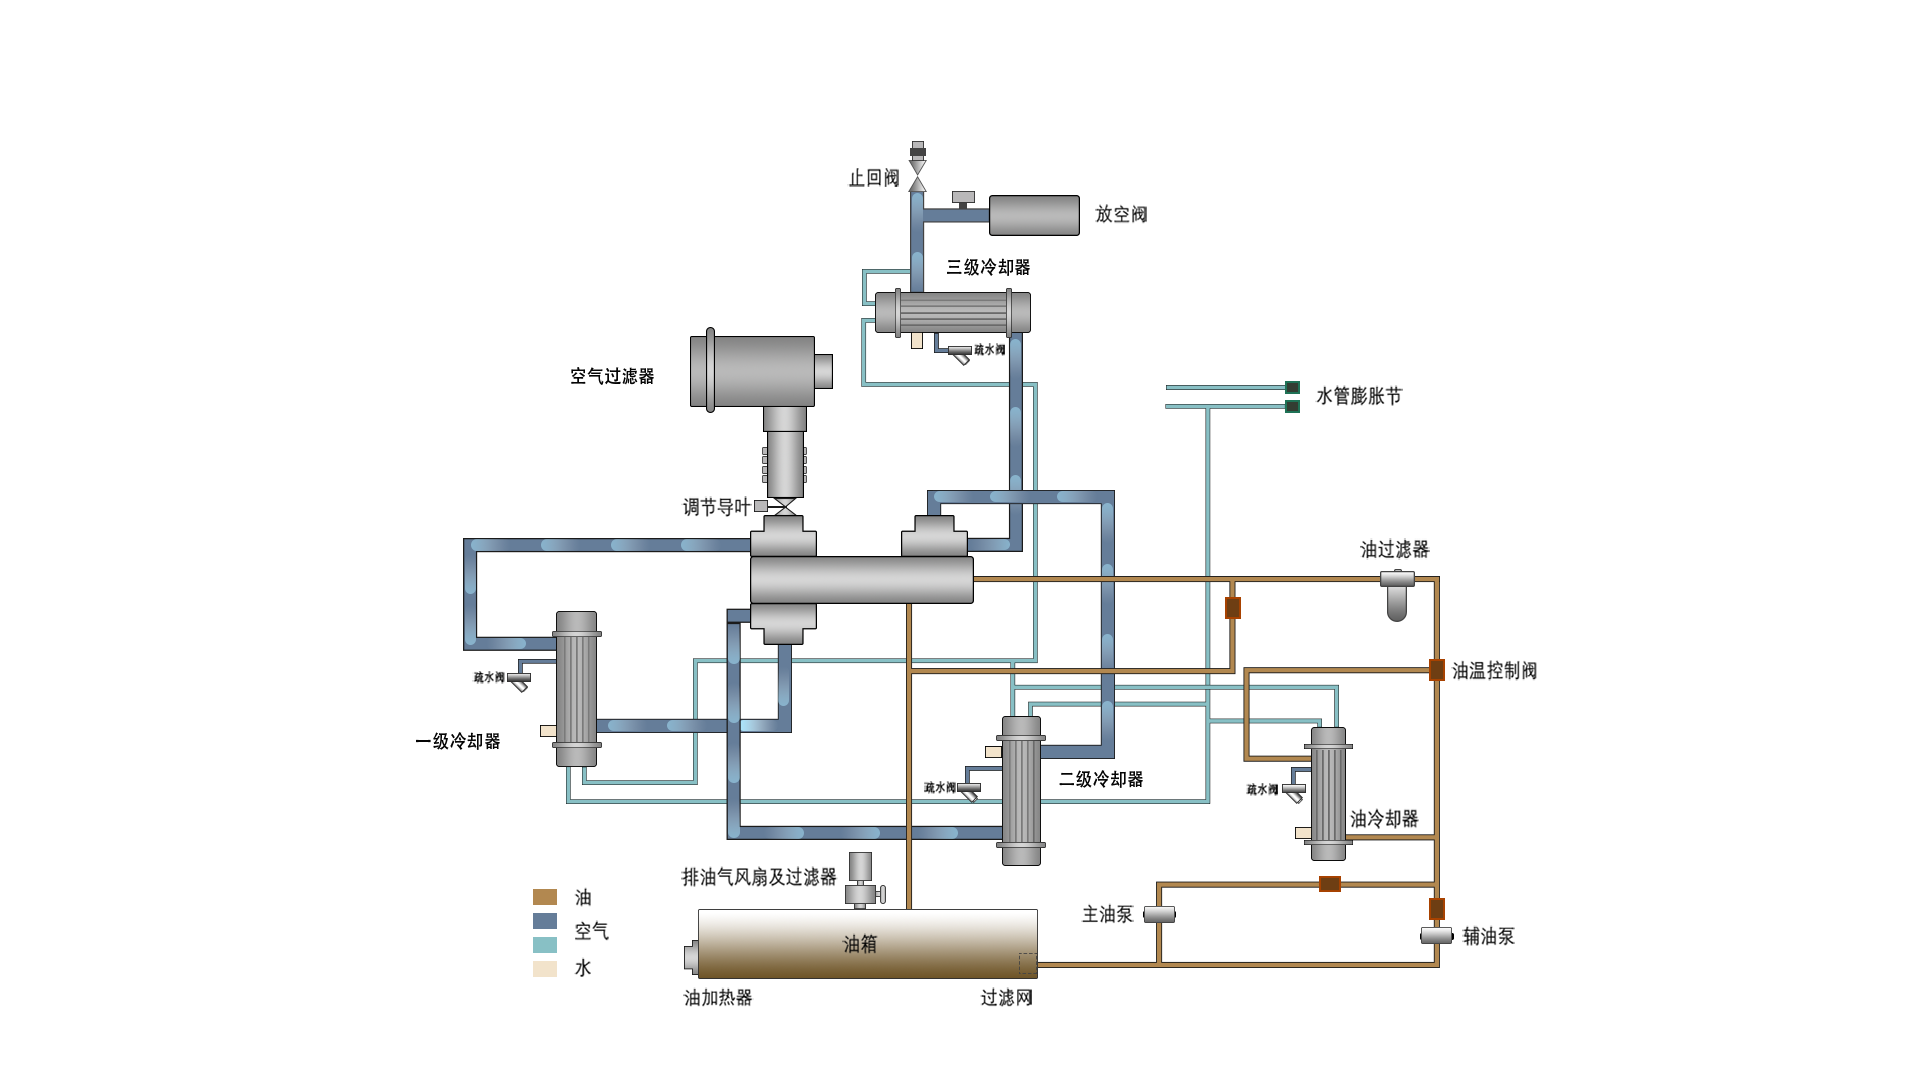 止回阀
放空阀
三级冷却器
疏水阀
空气过滤器
水管膨胀节
调节导叶
油过滤器
疏水阀
油温控制阀
一级冷却器
二级冷却器
疏水阀
疏水阀
油冷却器
排油气风扇及过滤器
油
主油泵
空气
油箱
辅油泵
水
油加热器
过滤网